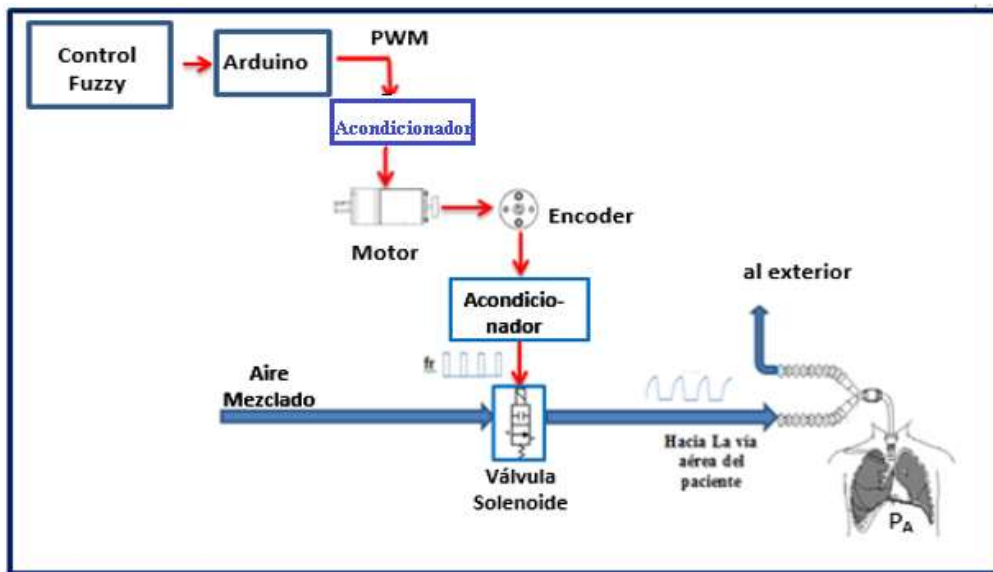 Control
Fuzzy
Arduino
PWM
Acondicionador
Motor
Encoder
Acondicio-
nador
al exterior
fr
Aire
Mezclado
Válvula
Solenoide
Hacia La vía
aérea del
paciente
PA